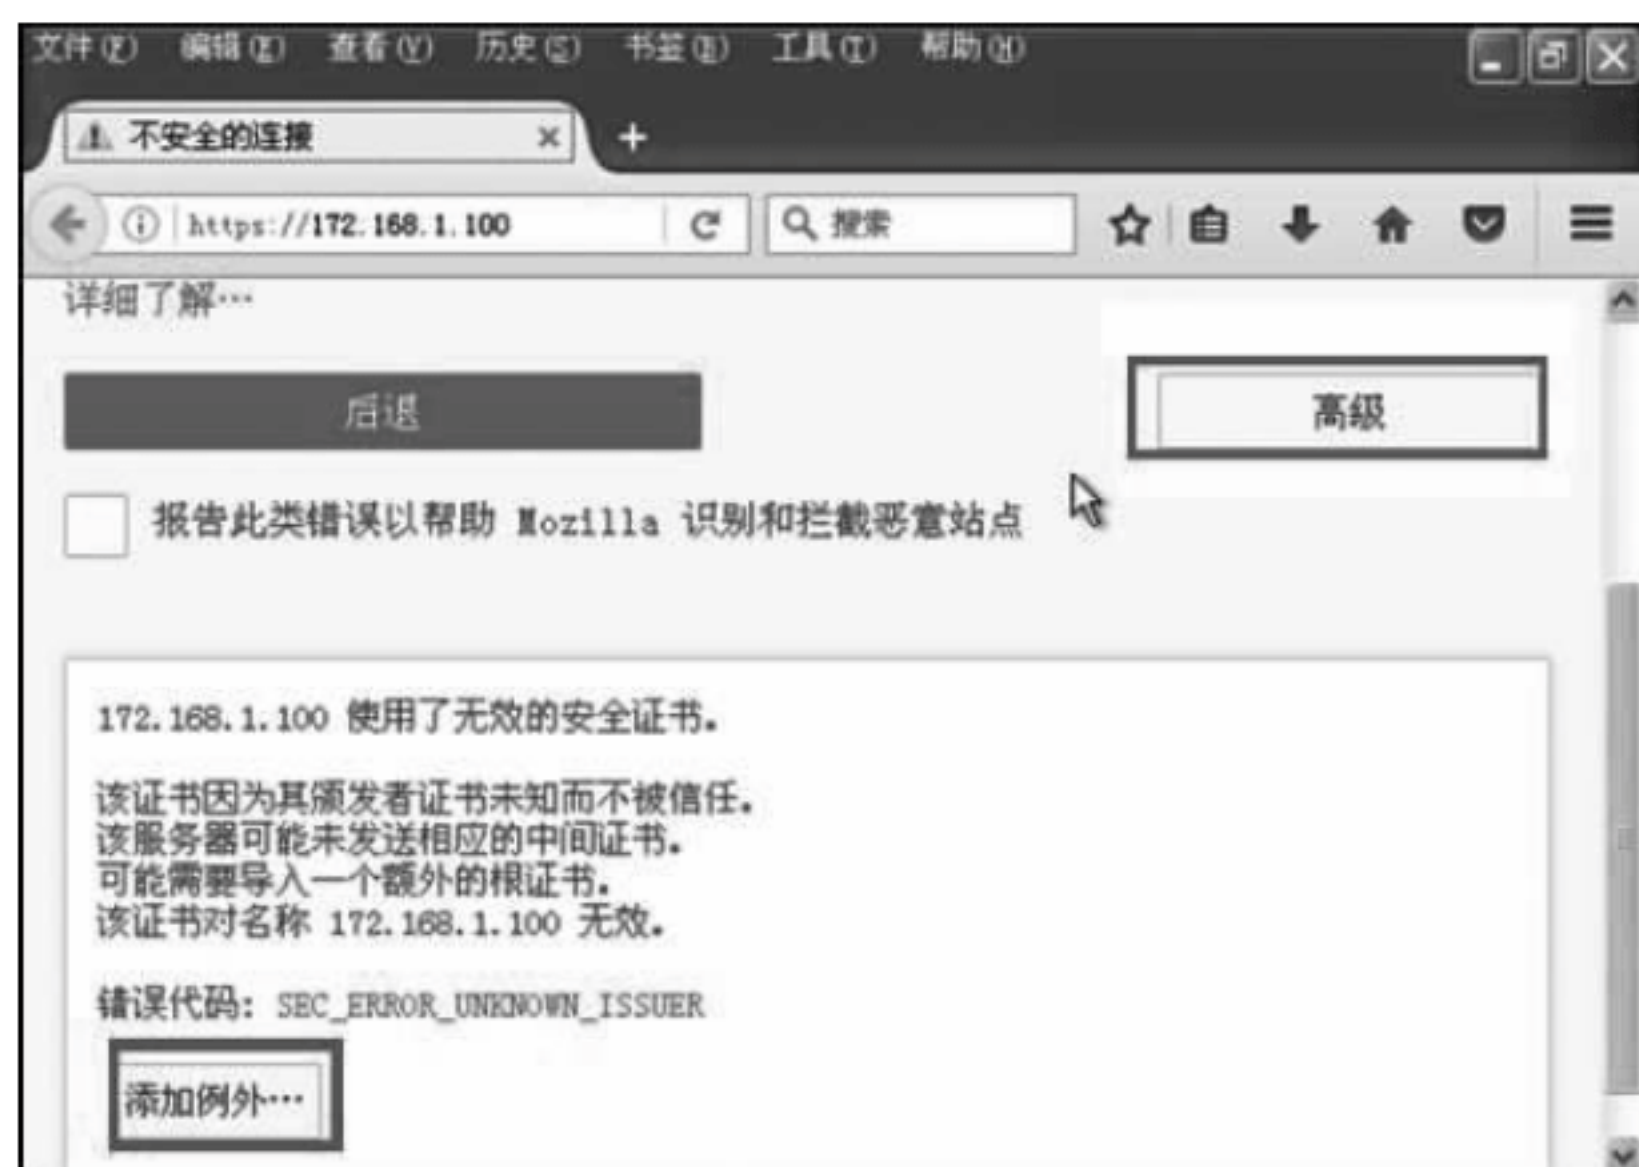 文件(F) 编辑(E) 查看(V) 历史(S) 书签(B) 工具(T) 帮助(H)
不安全的连接
https://172.168.1.100 搜索
详细了解…
后退 高级
报告此类错误以帮助 Mozilla 识别和拦截恶意站点
172.168.1.100 使用了无效的安全证书。
该证书因为其颁发者证书未知而不被信任。
该服务器可能未发送相应的中间证书。
可能需要导入一个额外的根证书。
该证书对名称 172.168.1.100 无效。
错误代码: SEC_ERROR_UNKNOWN_ISSUER
添加例外…